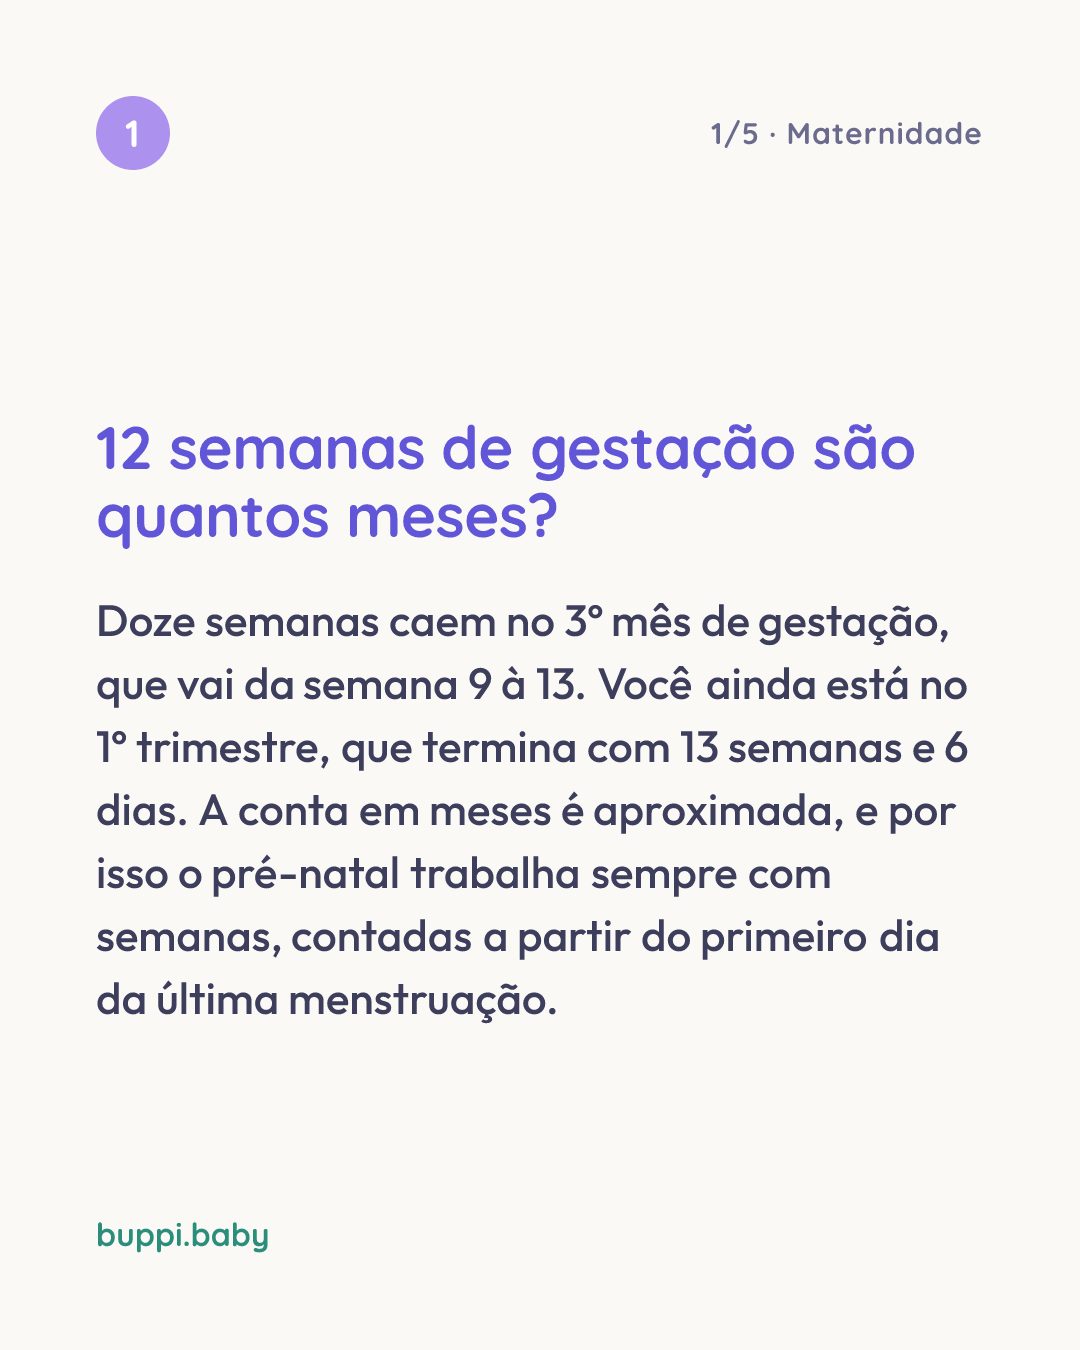 1
1/5 · Maternidade
12 semanas de gestação são
quantos meses?
Doze semanas caem no 3º mês de gestação,
que vai da semana 9 à 13. Você ainda está no
1º trimestre, que termina com 13 semanas e 6
dias. A conta em meses é aproximada, e por
isso o pré-natal trabalha sempre com
semanas, contadas a partir do primeiro dia
da última menstruação.
buppi.baby